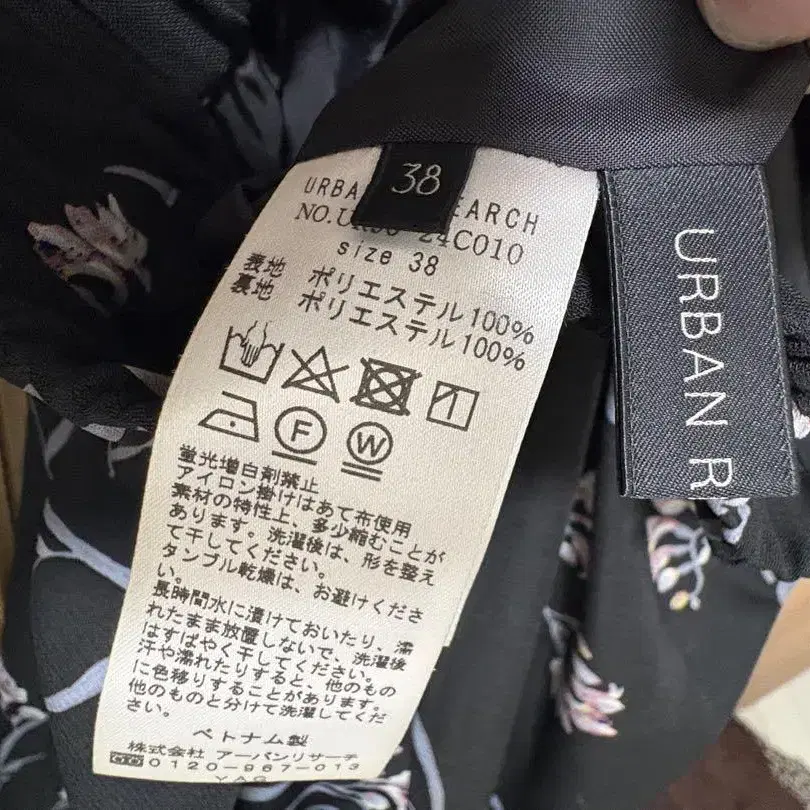 38
URBA EARCH
24C010
size 38
表地 ポリエステル100%
裏地 ポリエステル100%
F
W
蛍光増白剤禁止
アイロン掛けはあて布使用
素材の特性上、多少縮むことが
あります。洗濯後は、形を整え
て干してください。
タンブル乾燥は、お避けくださ
い。
長時間水に漬けておいたり、濡
れたまま放置しないで、洗濯後
はすばやく干してください。
汗や濡れたりすると、他のもの
に色移りすることがあります。
他のものと分けて洗濯してくだ
さい。
ベトナム製
株式会社 アーバンリサーチ
0120-967-013
YAG
URBAN R